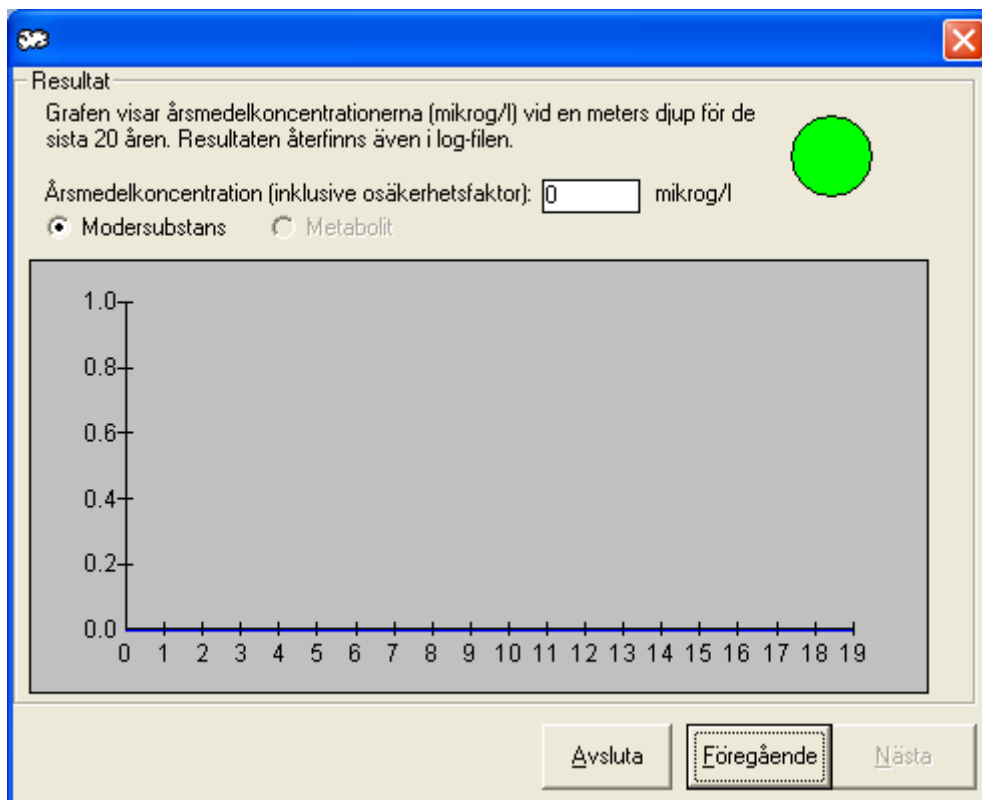 Resultat
Grafen visar årsmedelkoncentrationerna (mikrog/l) vid en meters djup för de
sista 20 åren. Resultaten återfinns även i log-filen.
Årsmedelkoncentration (inklusive osäkerhetsfaktor): 0 mikrog/l
Modersubstans Metabolit
1.0
0.8
0.6
0.4
0.2
0.0
0 1 2 3 4 5 6 7 8 9 10 11 12 13 14 15 16 17 18 19
Avsluta Föregående Nästa